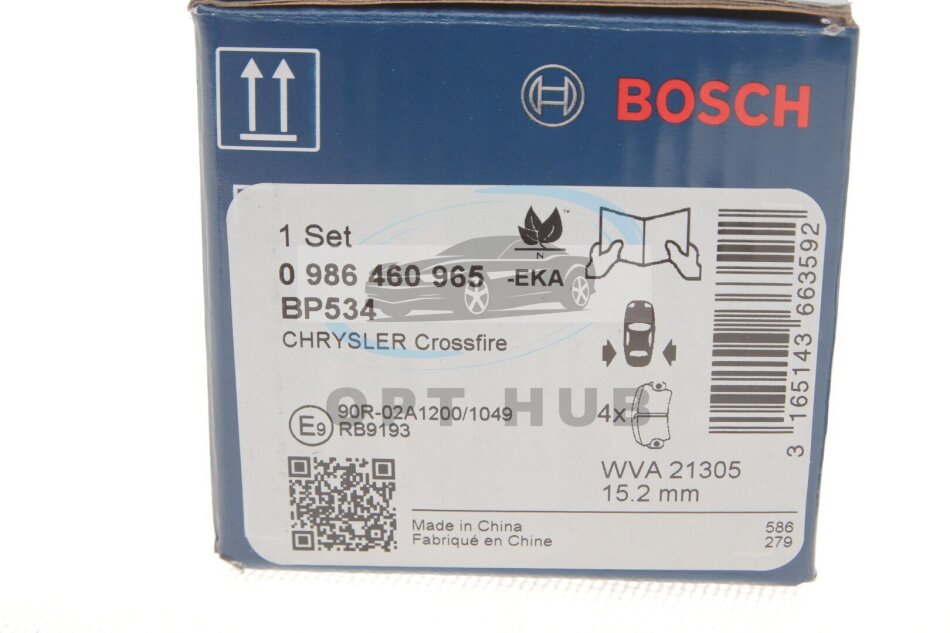 BOSCH
1 Set
0 986 460 965 -EKA
BP534
CHRYSLER Crossfire
OPT HUB
E9 90R-02A1200/1049
RB9193
4x
WVA 21305
15.2 mm
Made in China
Fabriqué en Chine
586
279
3 165143 663592
N
™